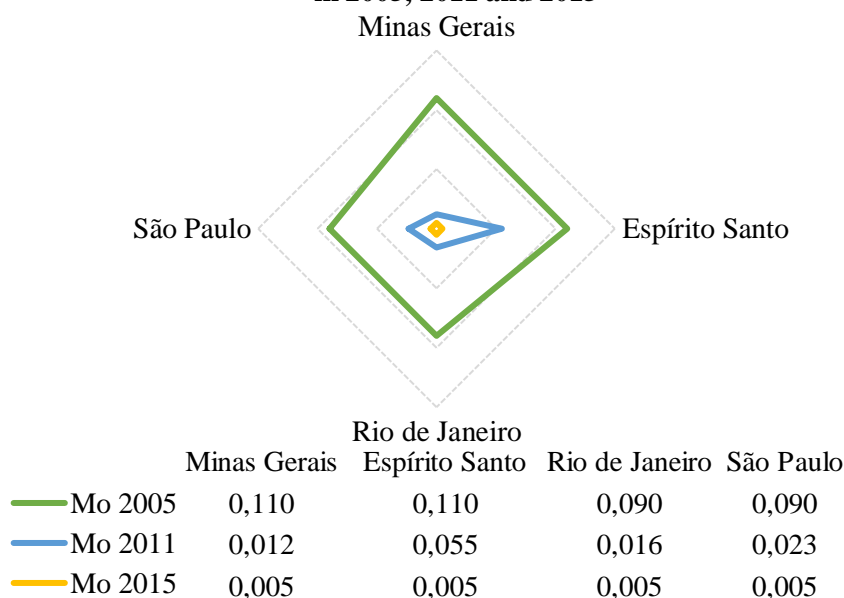 Minas Gerais
São Paulo
Espírito Santo
Rio de Janeiro
Minas Gerais Espírito Santo Rio de Janeiro São Paulo
Mo 2005 0,110 0,110 0,090 0,090
Mo 2011 0,012 0,055 0,016 0,023
Mo 2015 0,005 0,005 0,005 0,005